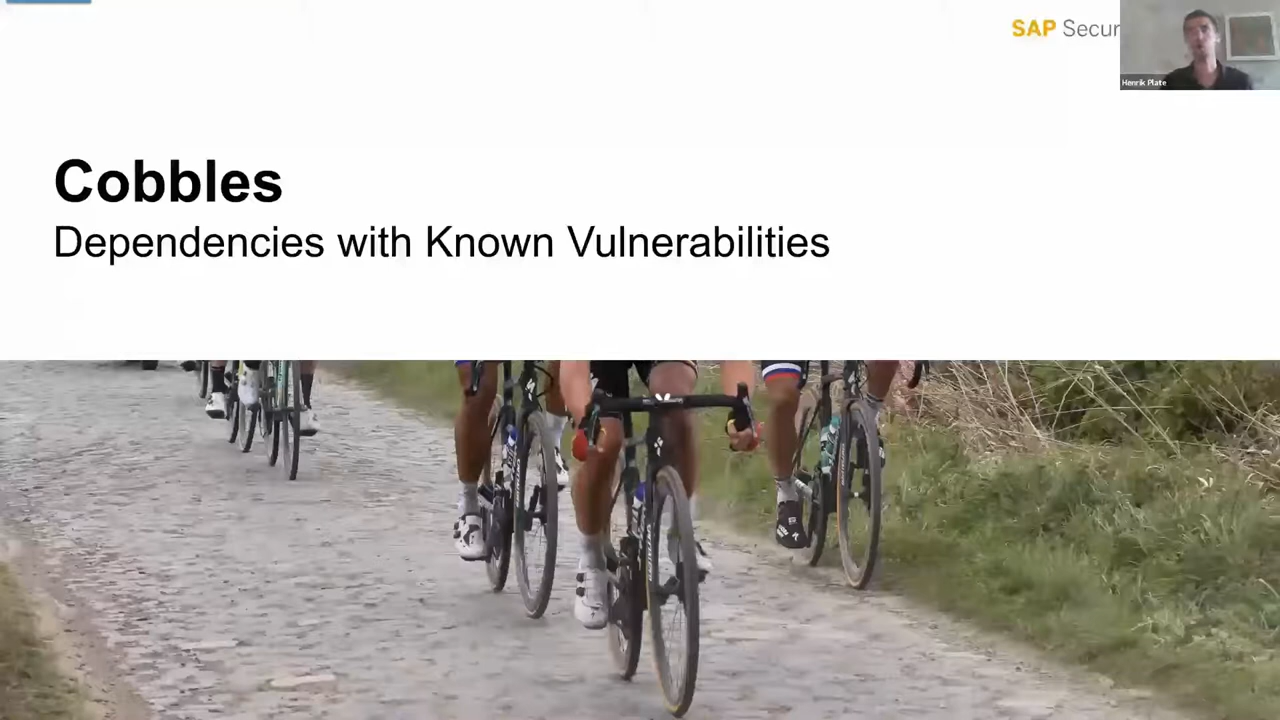 SAP Secur
Henrik Plate
Cobbles
Dependencies with Known Vulnerabilities